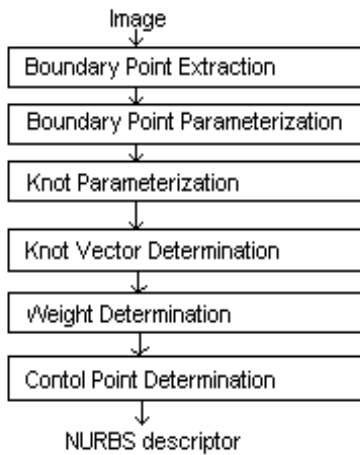 Image
Boundary Point Extraction
Boundary Point Parameterization
Knot Parameterization
Knot Vector Determination
Weight Determination
Contol Point Determination
NURBS descriptor